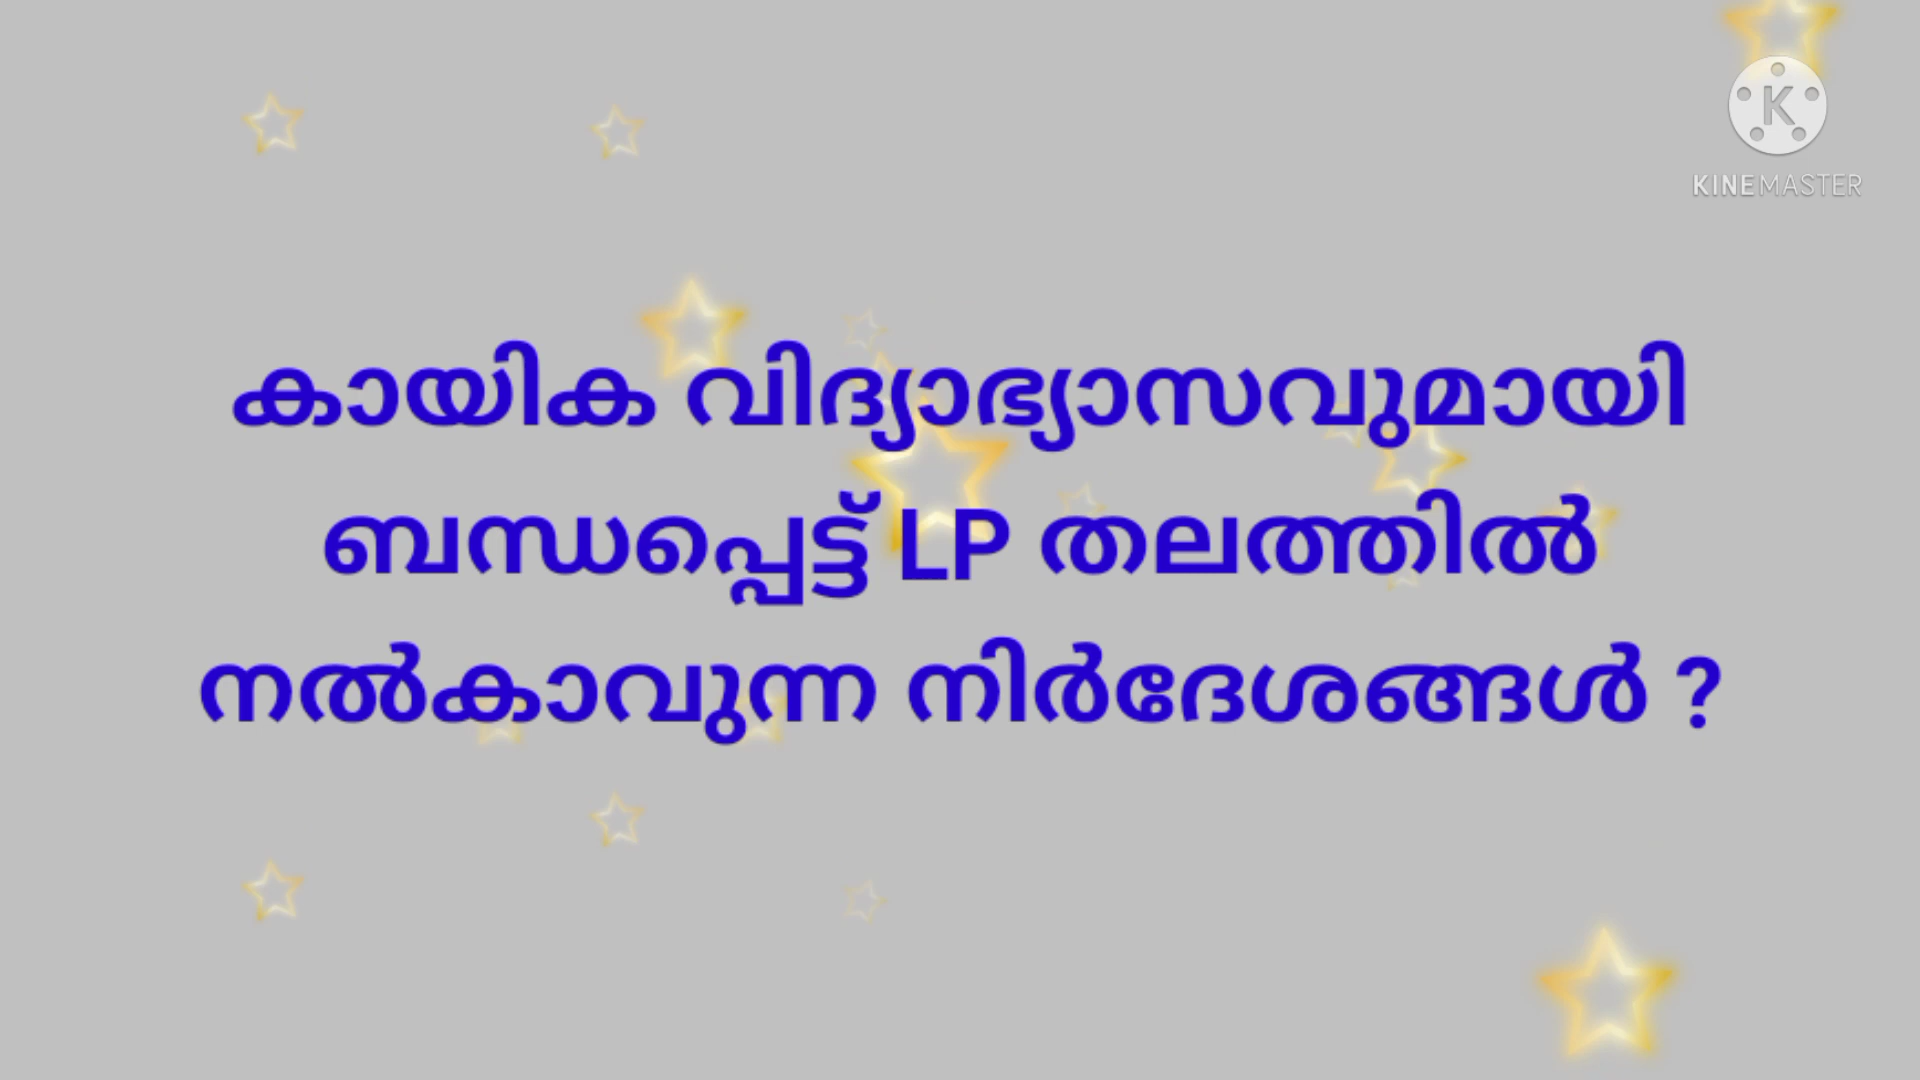 K
KINEMASTER
കായിക വിദ്യാഭ്യാസവുമായി
ബന്ധപ്പെട്ട് LP തലത്തിൽ
നൽകാവുന്ന നിർദേശങ്ങൾ ?